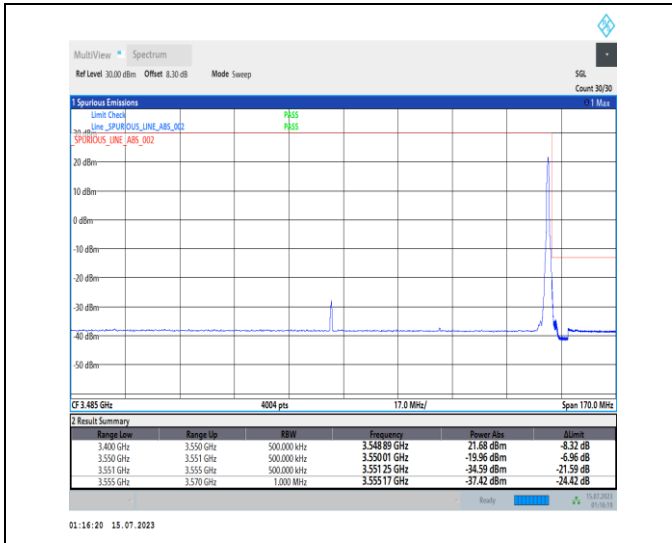 MultiView Spectrum
Ref Level 30.00 dBm Offset 8.30 dB Mode Sweep SGL
Count 30/30
1 Spurious Emissions 1 Max
Limit Check PASS
Line _SPURIOUS_LINE_ABS_002 PASS
30 dBm
SPURIOUS_LINE_ABS_002
20 dBm
10 dBm
0 dBm
-10 dBm
-20 dBm
-30 dBm
-40 dBm
-50 dBm
CF 3.485 GHz 4004 pts 17.0 MHz/ Span 170.0 MHz
2 Result Summary
Range Low Range Up RBW Frequency Power Abs ΔLimit
3.400 GHz 3.550 GHz 500.000 kHz 3.548 89 GHz 21.68 dBm -8.32 dB
3.550 GHz 3.551 GHz 500.000 kHz 3.550 01 GHz -19.96 dBm -6.96 dB
3.551 GHz 3.555 GHz 500.000 kHz 3.551 25 GHz -34.59 dBm -21.59 dB
3.555 GHz 3.570 GHz 1.000 MHz 3.555 17 GHz -37.42 dBm -24.42 dB
Ready 15.07.2023
01:16:18
01:16:20 15.07.2023